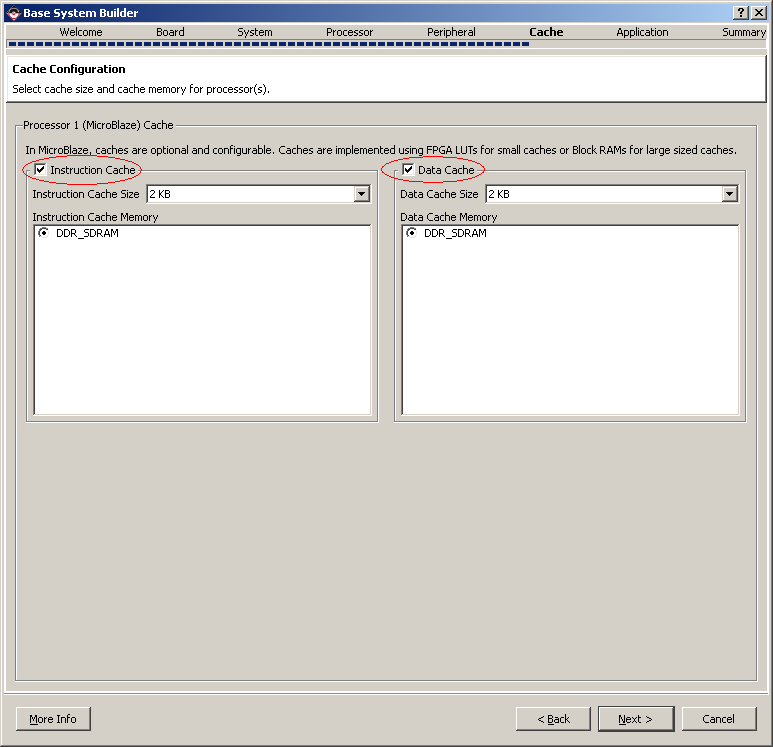 Base System Builder
Welcome Board System Processor Peripheral Cache Application Summary
Cache Configuration
Select cache size and cache memory for processor(s).
Processor 1 (MicroBlaze) Cache
In MicroBlaze, caches are optional and configurable. Caches are implemented using FPGA LUTs for small caches or Block RAMs for large sized caches.
Instruction Cache
Instruction Cache Size 2 KB
Instruction Cache Memory
DDR_SDRAM
Data Cache
Data Cache Size 2 KB
Data Cache Memory
DDR_SDRAM
More Info < Back Next > Cancel